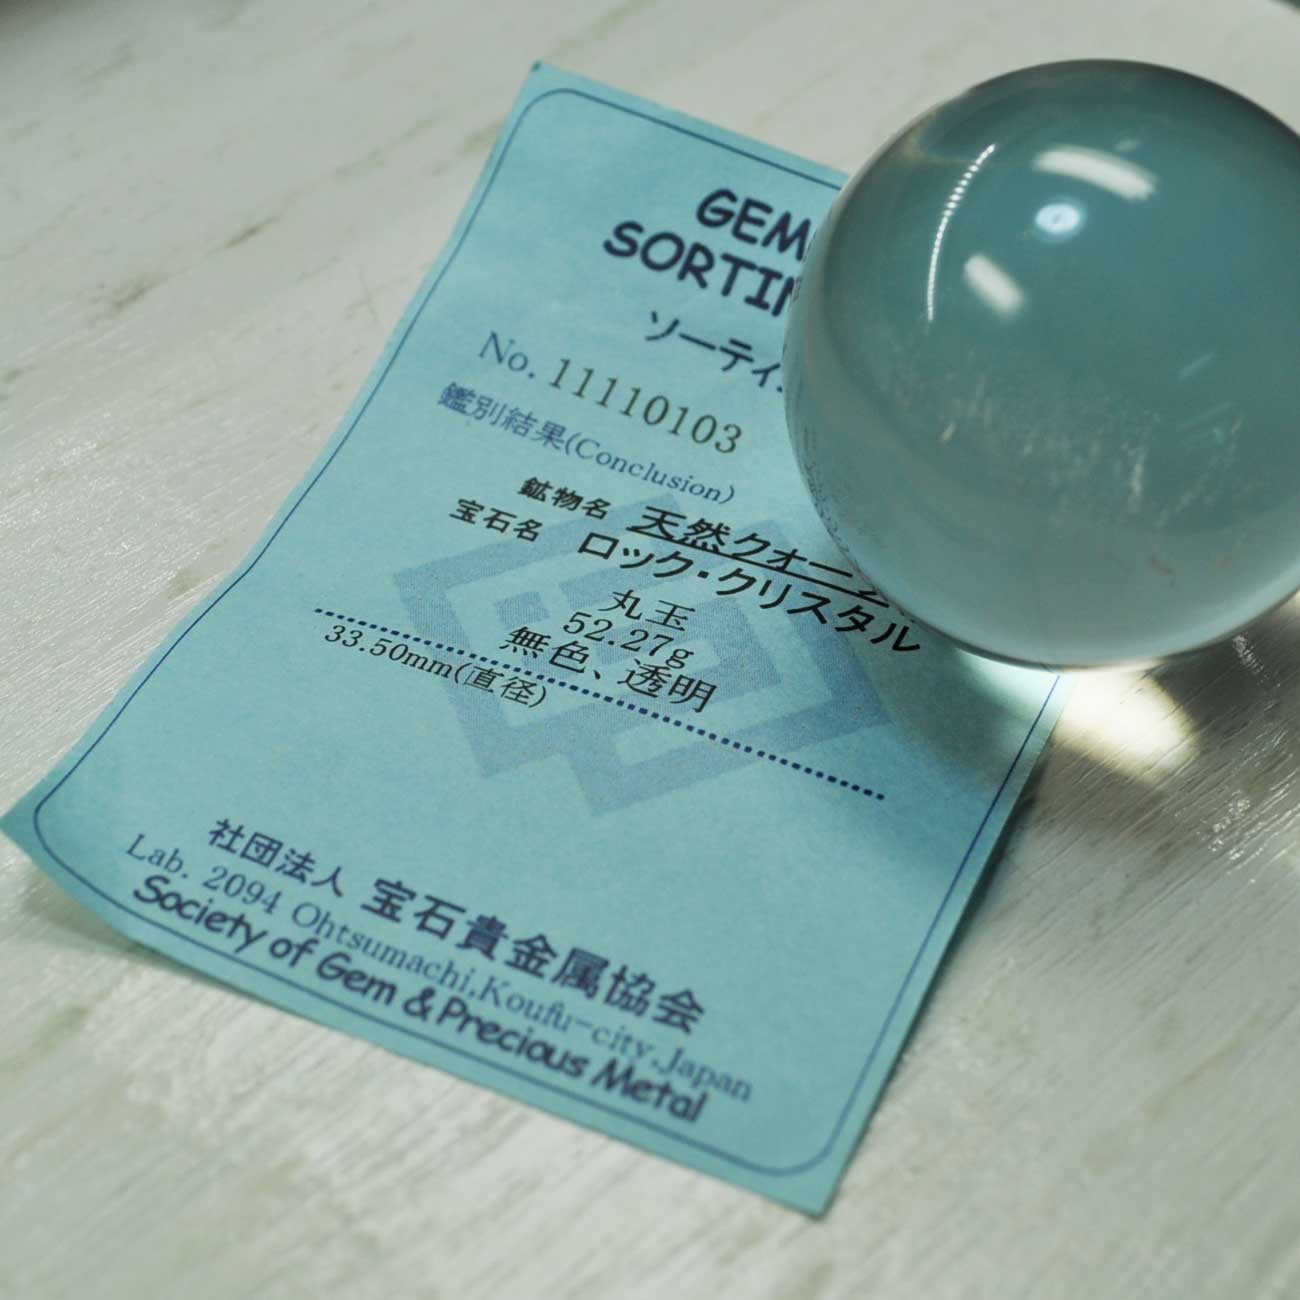 GEM
SORTIN
ソーティ
No. 11110103
鑑別結果(Conclusion)
鉱物名 天然クォー
宝石名 ロック・クリスタル
丸玉
52.27g
無色、透明
33.50mm(直径)
社団法人 宝石貴金属協会
Lab. 2094 Ohtsumachi,Koufu-city,Japan
Society of Gem & Precious Metal